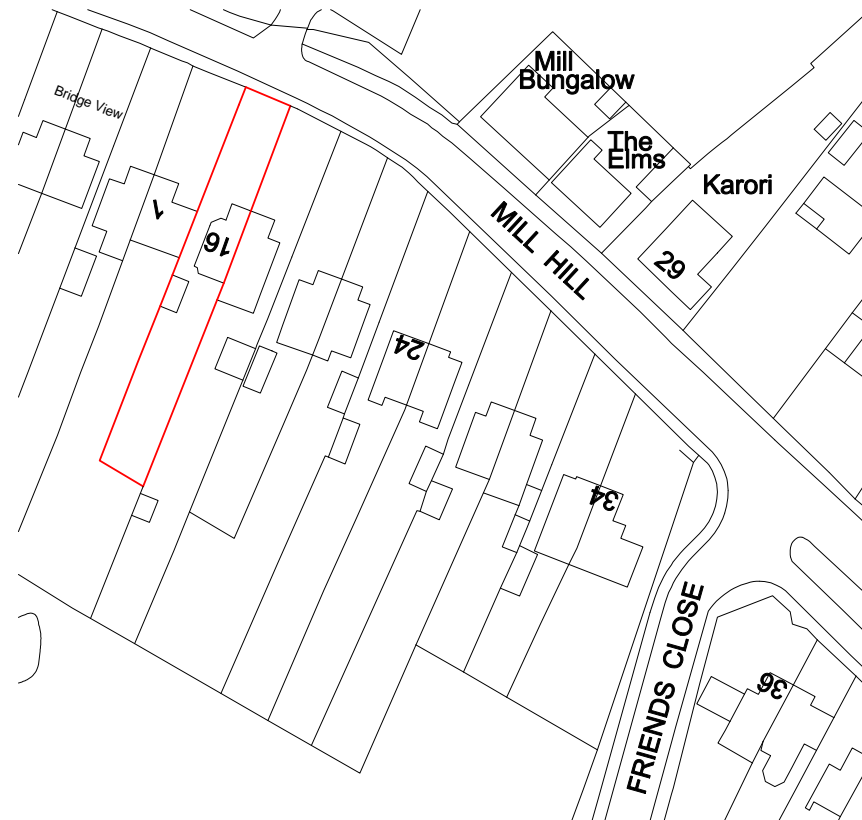 Mill
Bungalow
Bridge View
The
Elms
Karori
1
16
MILL HILL
29
24
34
FRIENDS CLOSE
36